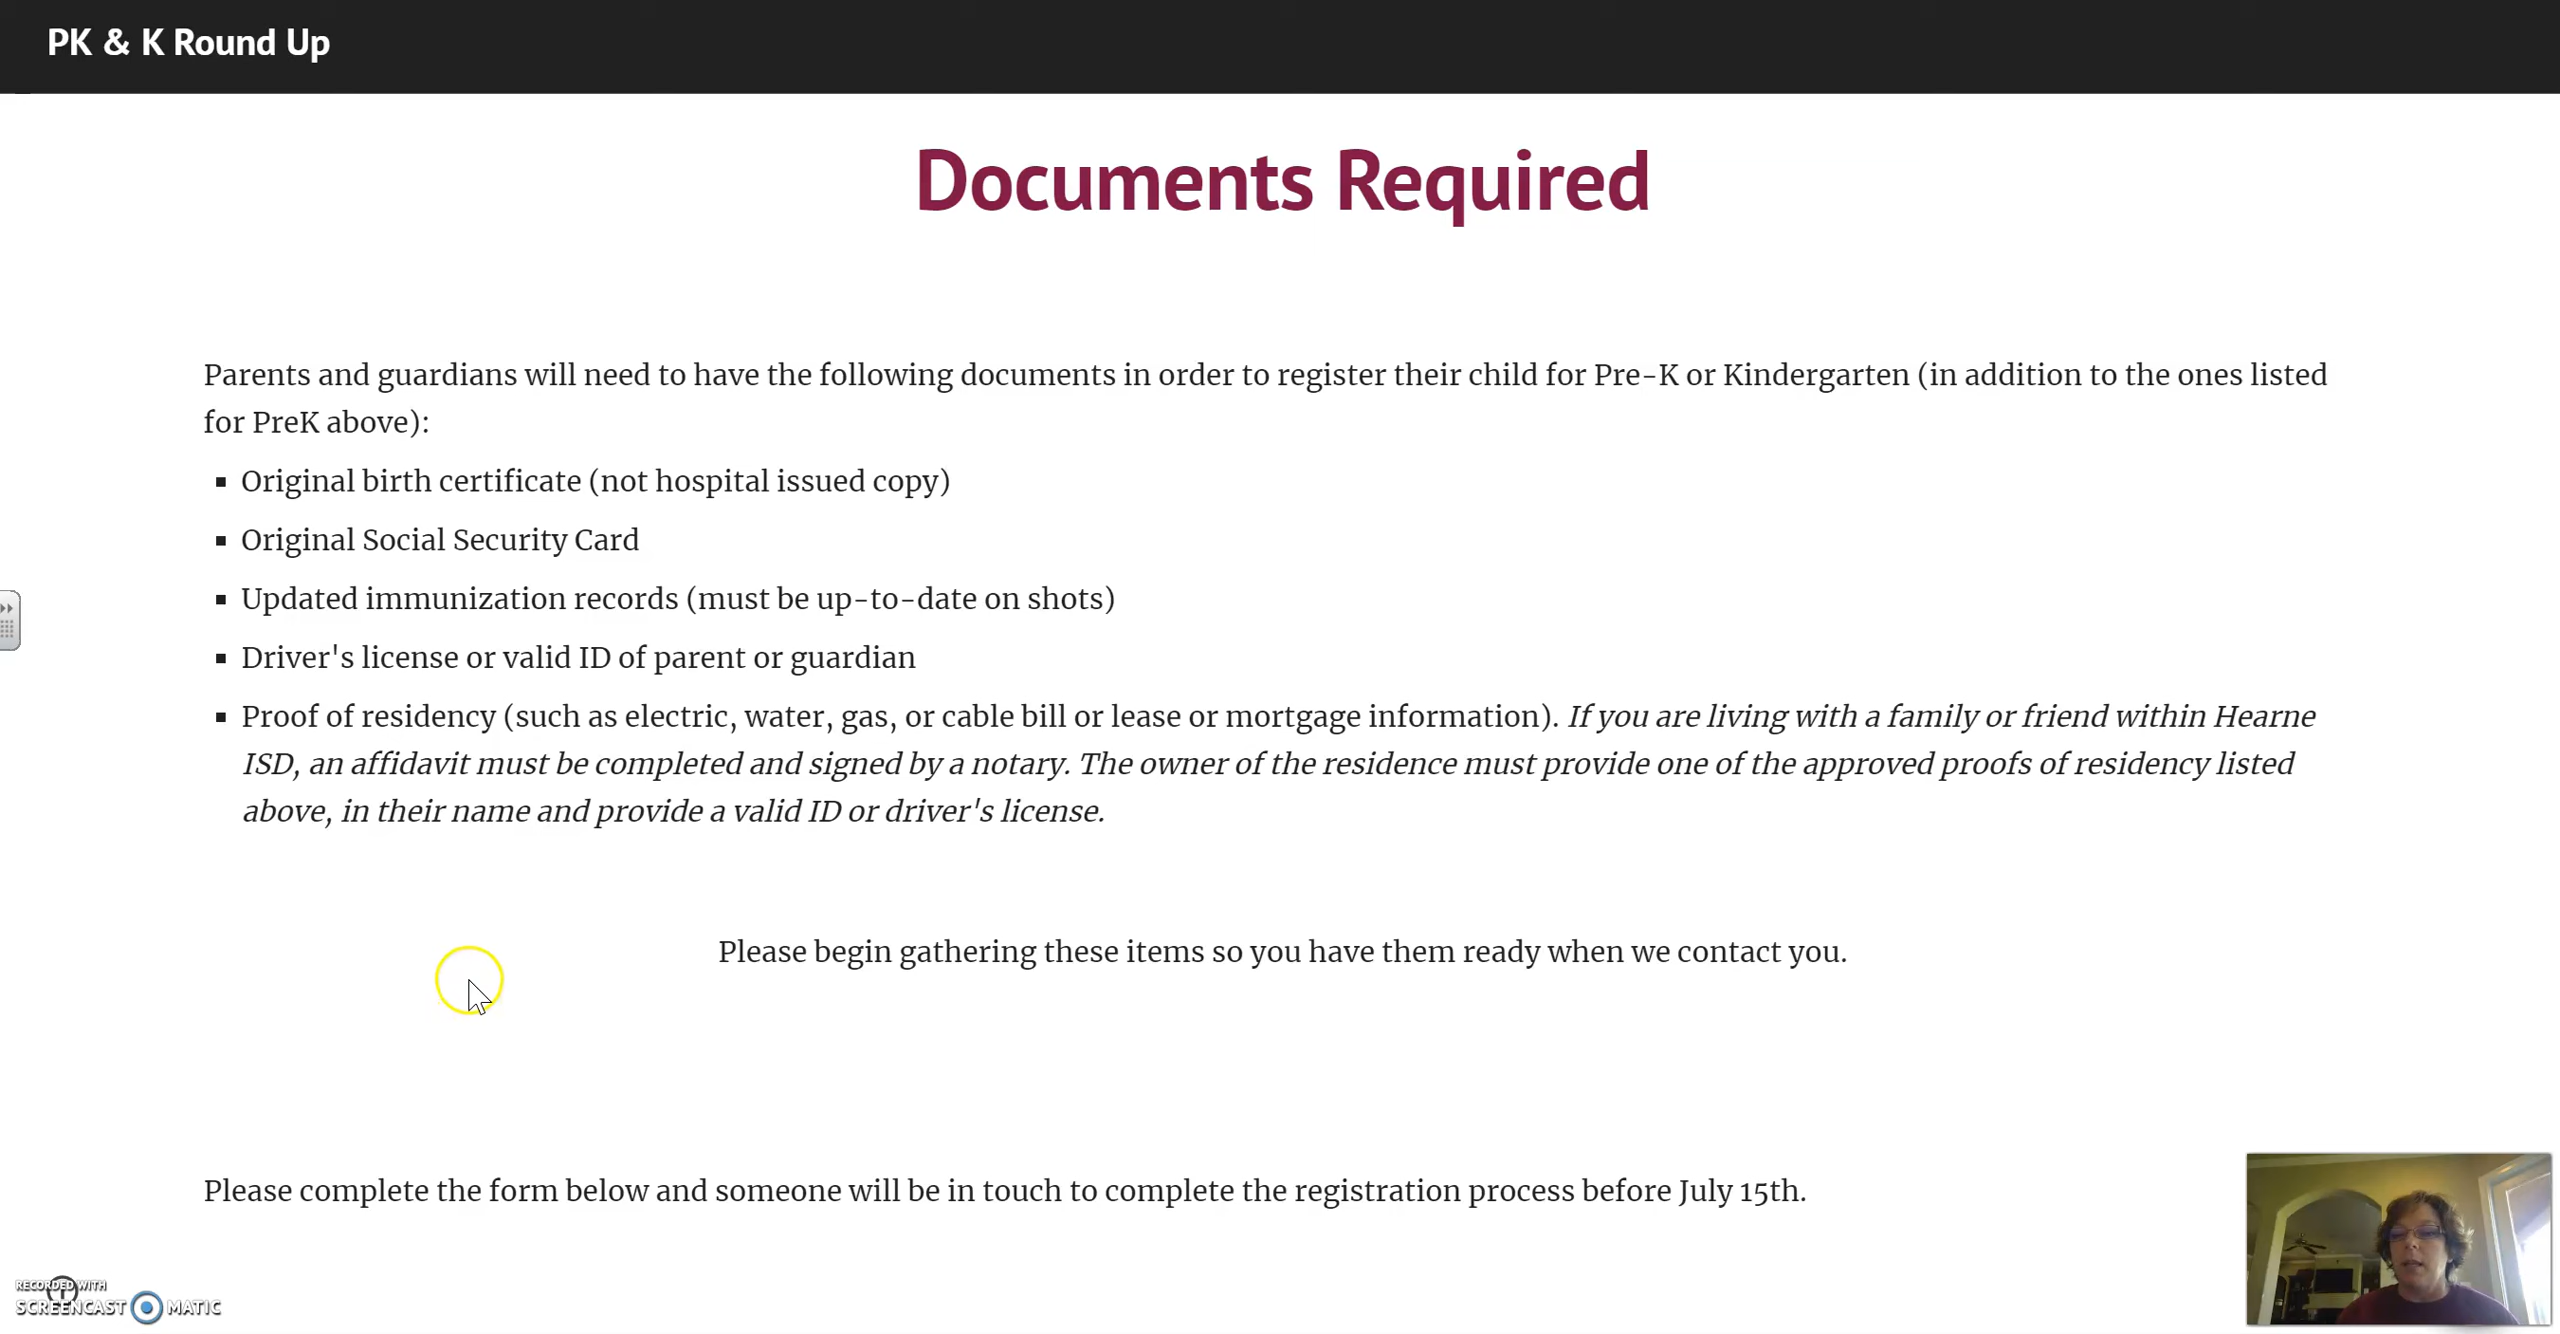 PK & K Round Up
Documents Required
Parents and guardians will need to have the following documents in order to register their child for Pre-K or Kindergarten (in addition to the ones listed
for PreK above):
Original birth certificate (not hospital issued copy)
Original Social Security Card
Updated immunization records (must be up-to-date on shots)
Driver's license or valid ID of parent or guardian
Proof of residency (such as electric, water, gas, or cable bill or lease or mortgage information). If you are living with a family or friend within Hearne
ISD, an affidavit must be completed and signed by a notary. The owner of the residence must provide one of the approved proofs of residency listed
above, in their name and provide a valid ID or driver's license.
Please begin gathering these items so you have them ready when we contact you.
Please complete the form below and someone will be in touch to complete the registration process before July 15th.
RECORDED WITH
SCREENCAST MATIC